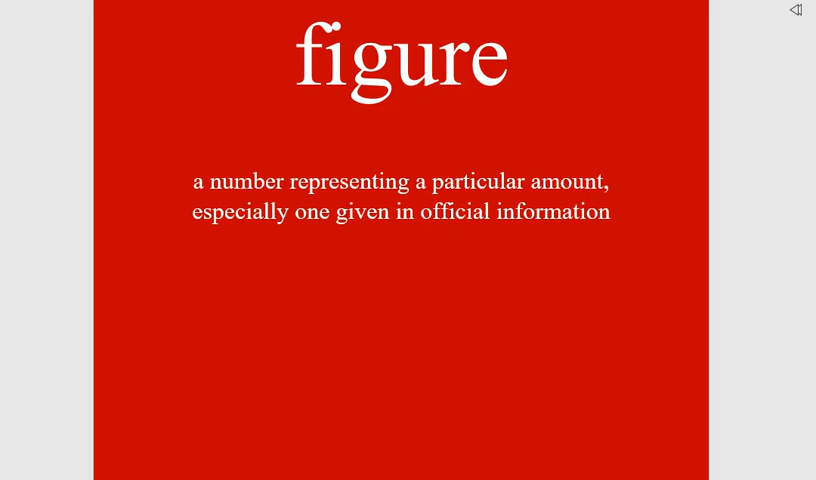 figure
a number representing a particular amount,
especially one given in official information